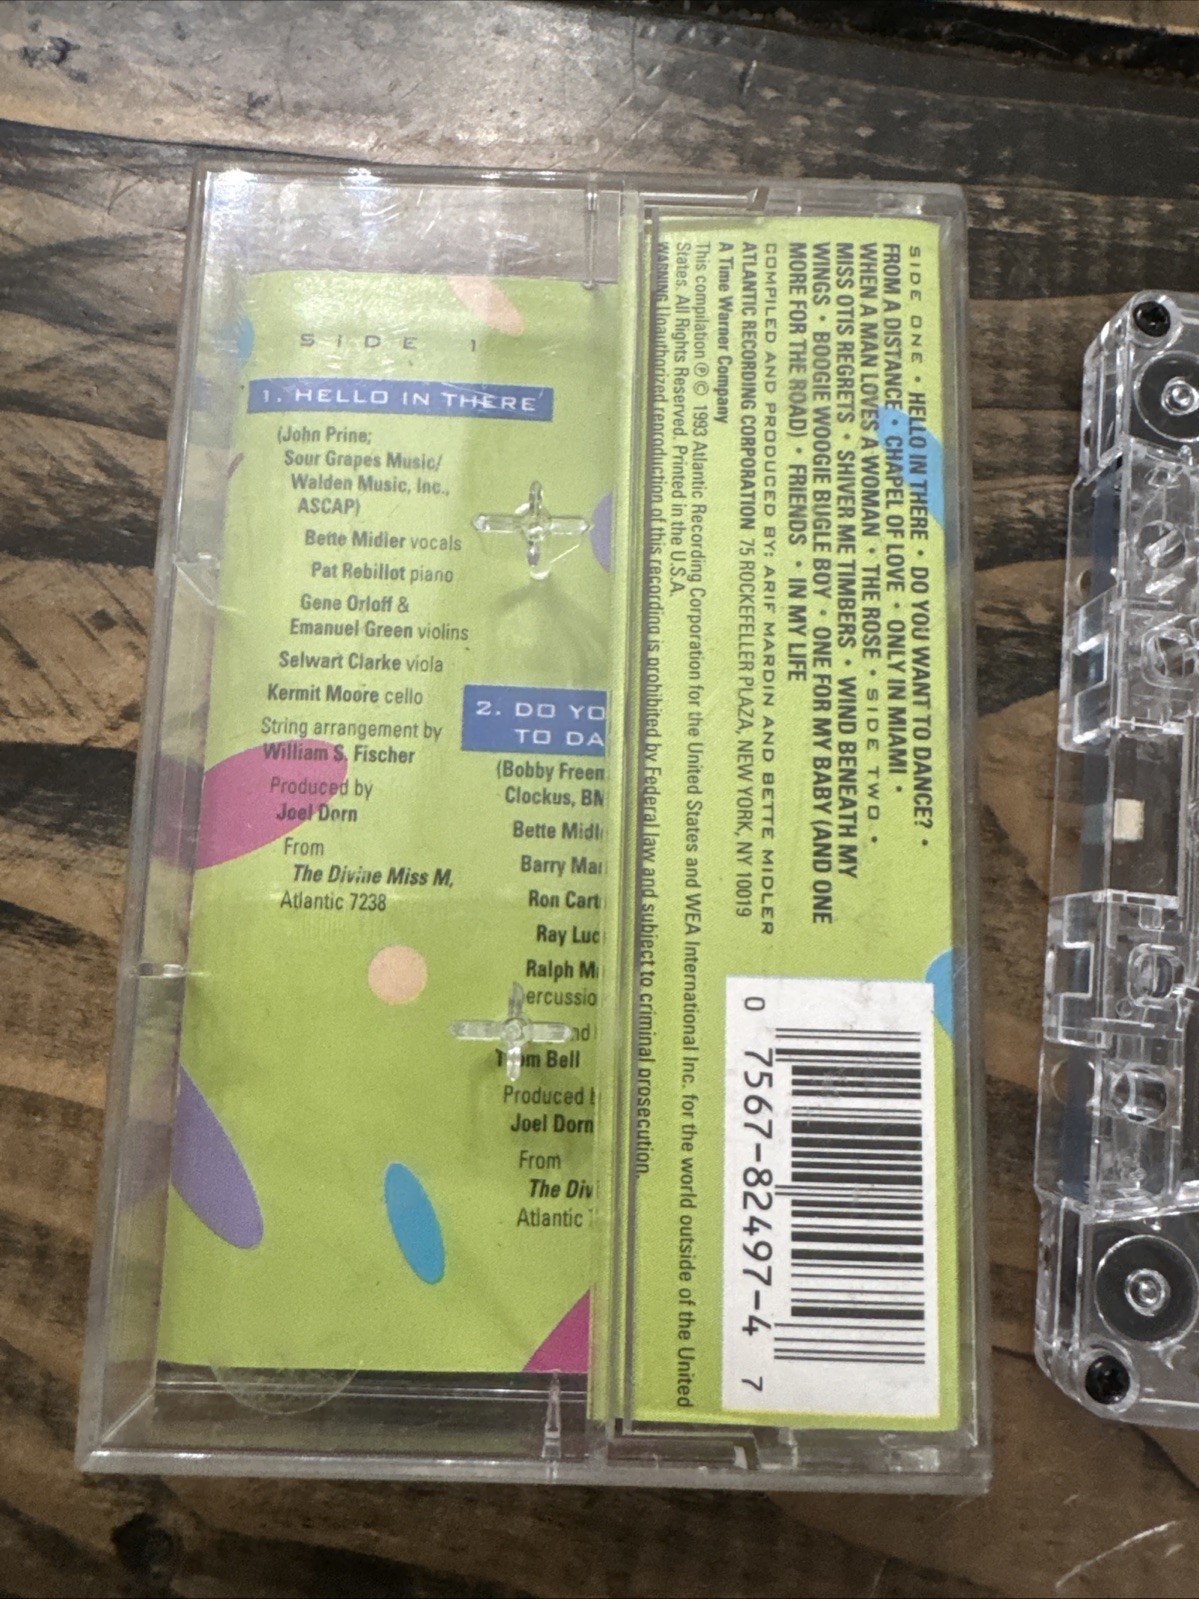 SIDE 1
1. HELLO IN THERE
(John Prine;
Sour Grapes Music/
Walden Music, Inc.,
ASCAP)
Bette Midler vocals
Pat Rebillot piano
Gene Orloff &
Emanuel Green violins
Selwart Clarke viola
Kermit Moore cello
String arrangement by
William S. Fischer
Produced by
Joel Dorn
From
The Divine Miss M,
Atlantic 7238
2. DO YO
TO DA
(Bobby Freem
Clockus, BM
Bette Midl
Barry Ma
Ron Cart
Ray Luc
Ralph M
ercussio
nd
Thom Bell
Produced b
Joel Dorn
From
The Div
Atlantic
SIDE ONE • HELLO IN THERE • DO YOU WANT TO DANCE? •
FROM A DISTANCE • CHAPEL OF LOVE • ONLY IN MIAMI •
WHEN A MAN LOVES A WOMAN • THE ROSE • SIDE TWO •
MISS OTIS REGRETS • SHIVER ME TIMBERS • WIND BENEATH MY
WINGS • BOOGIE WOOGIE BUGLE BOY • ONE FOR MY BABY (AND ONE
MORE FOR THE ROAD) • FRIENDS • IN MY LIFE
COMPILED AND PRODUCED BY: ARIF MARDIN AND BETTE MIDLER
ATLANTIC RECORDING CORPORATION 75 ROCKEFELLER PLAZA, NEW YORK, NY 10019
A Time Warner Company
This compilation ℗ © 1993 Atlantic Recording Corporation for the United States and WEA International Inc. for the world outside of the United
States. All Rights Reserved. Printed in the U.S.A.
WARNING: Unauthorized reproduction of this recording is prohibited by Federal law and subject to criminal prosecution.
0 7567-82497-4 7